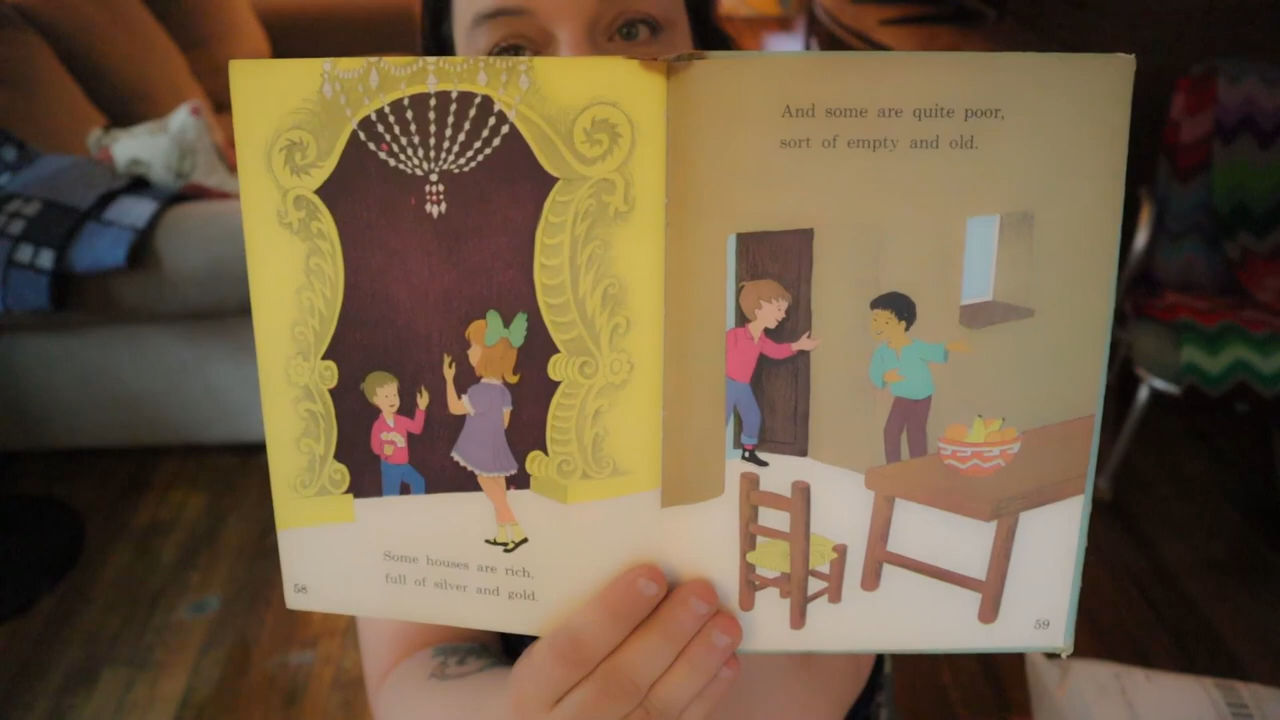 Some houses are rich,
full of silver and gold.
58
And some are quite poor,
sort of empty and old.
59